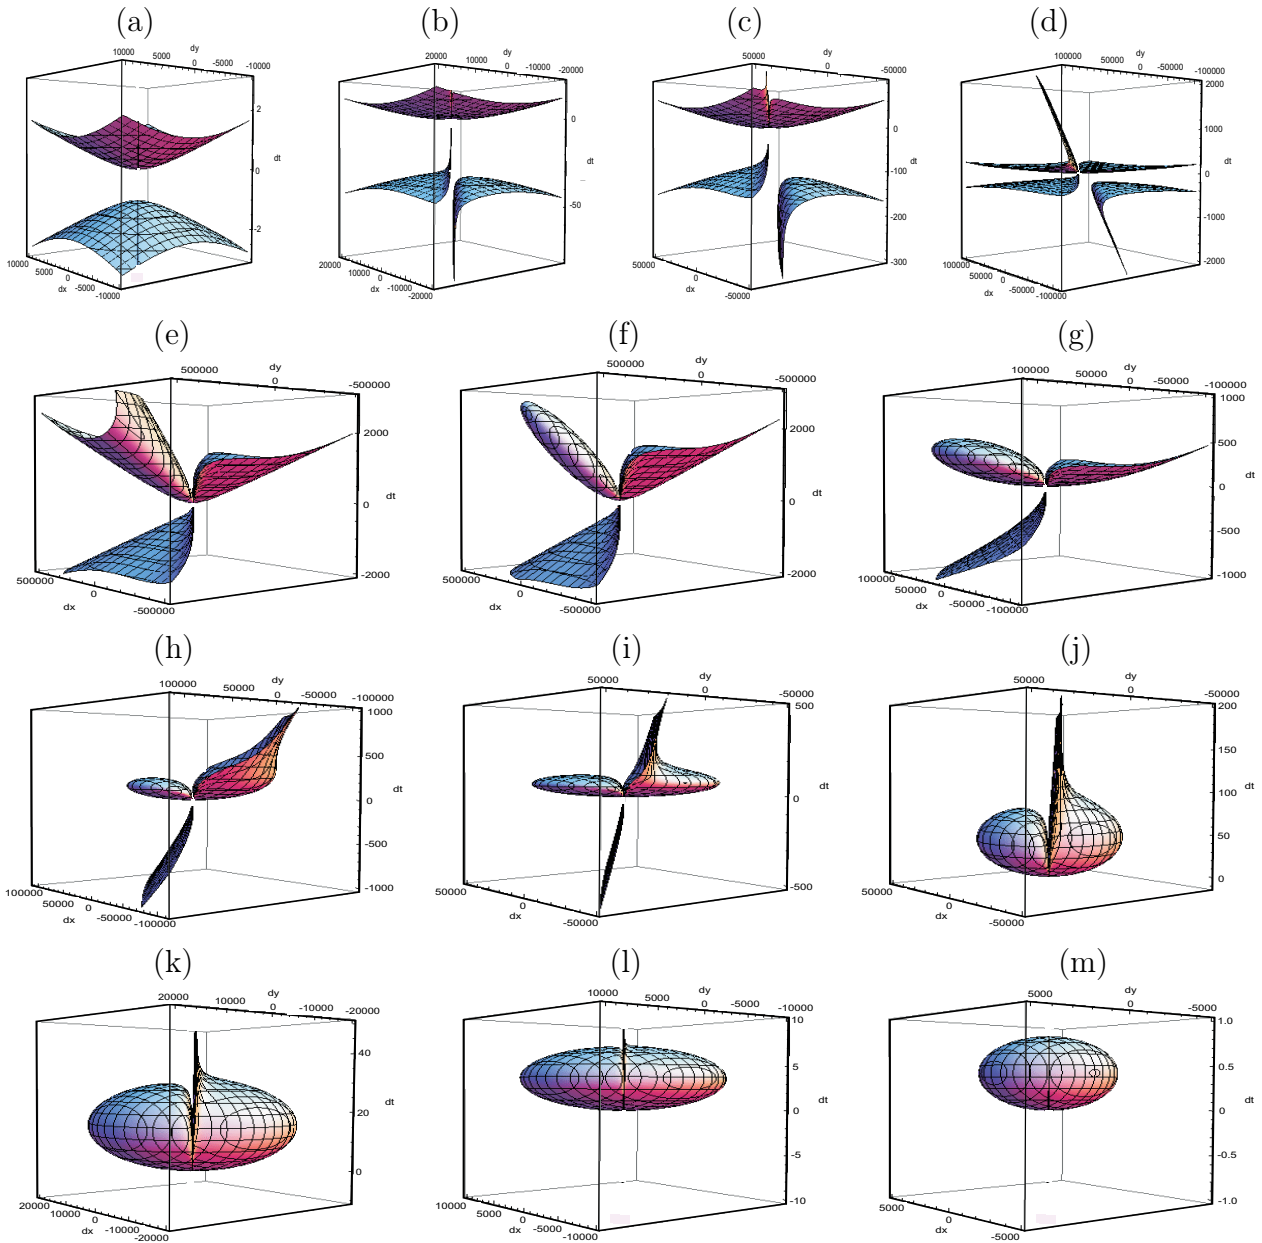 (a) (b) (c) (d)
dy dy dy dy
10000 5000 0 -5000 -10000
20000 10000 0 -10000 -20000
50000 0 -50000
100000 50000 0 -50000 -100000
2 0 -2 dt
0 -50 dt
0 -100 -200 -300 dt
2000 1000 0 -1000 -2000 dt
10000 5000 0 -5000 -10000 dx
20000 10000 0 -10000 -20000 dx
50000 0 -50000 dx
100000 50000 0 -50000 -100000 dx
(e) (f) (g)
dy dy dy
500000 0 -500000
500000 0 -500000
100000 50000 0 -50000 -100000
2000 0 -2000 dt
2000 0 -2000 dt
1000 500 0 -500 -1000 dt
500000 0 -500000 dx
500000 0 -500000 dx
100000 50000 0 -50000 -100000 dx
(h) (i) (j)
dy dy dy
100000 50000 0 -50000 -100000
50000 0 -50000
50000 0 -50000
1000 500 0 -500 -1000 dt
500 0 -500 dt
200 150 100 50 0 dt
100000 50000 0 -50000 -100000 dx
50000 0 -50000 dx
50000 0 -50000 dx
(k) (l) (m)
dy dy dy
20000 10000 0 -10000 -20000
10000 5000 0 -5000 -10000
5000 0 -5000
40 20 0 dt
10 5 0 -5 -10 dt
1.0 0.5 0 -0.5 -1.0 dt
20000 10000 0 -10000 -20000 dx
10000 5000 0 -5000 -10000 dx
5000 0 -5000 dx